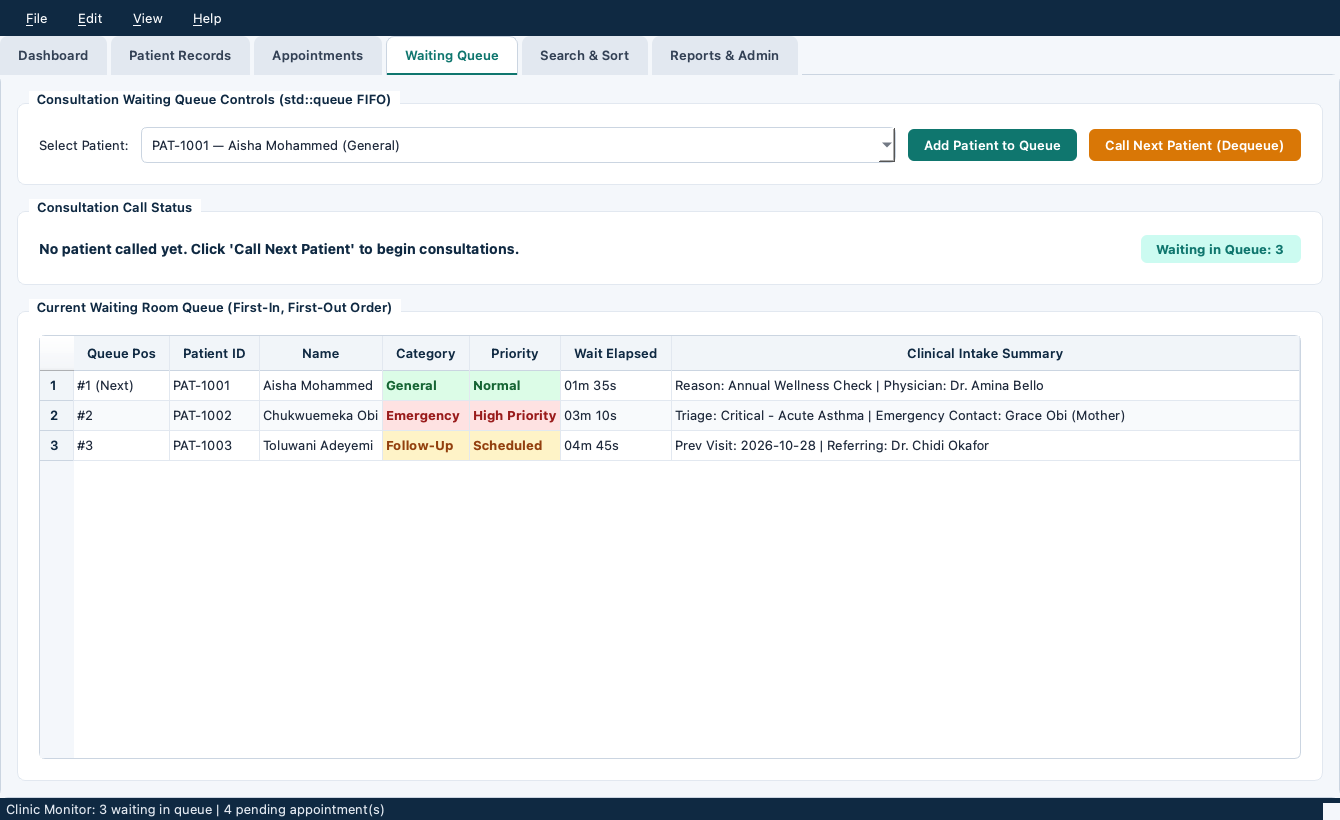 File Edit View Help
Dashboard Patient Records Appointments Waiting Queue Search & Sort Reports & Admin
Consultation Waiting Queue Controls (std::queue FIFO)
Select Patient: PAT-1001 — Aisha Mohammed (General) Add Patient to Queue Call Next Patient (Dequeue)
Consultation Call Status
No patient called yet. Click 'Call Next Patient' to begin consultations. Waiting in Queue: 3
Current Waiting Room Queue (First-In, First-Out Order)
Queue Pos Patient ID Name Category Priority Wait Elapsed Clinical Intake Summary
1 #1 (Next) PAT-1001 Aisha Mohammed General Normal 01m 35s Reason: Annual Wellness Check | Physician: Dr. Amina Bello
2 #2 PAT-1002 Chukwuemeka Obi Emergency High Priority 03m 10s Triage: Critical - Acute Asthma | Emergency Contact: Grace Obi (Mother)
3 #3 PAT-1003 Toluwani Adeyemi Follow-Up Scheduled 04m 45s Prev Visit: 2026-10-28 | Referring: Dr. Chidi Okafor
Clinic Monitor: 3 waiting in queue | 4 pending appointment(s)